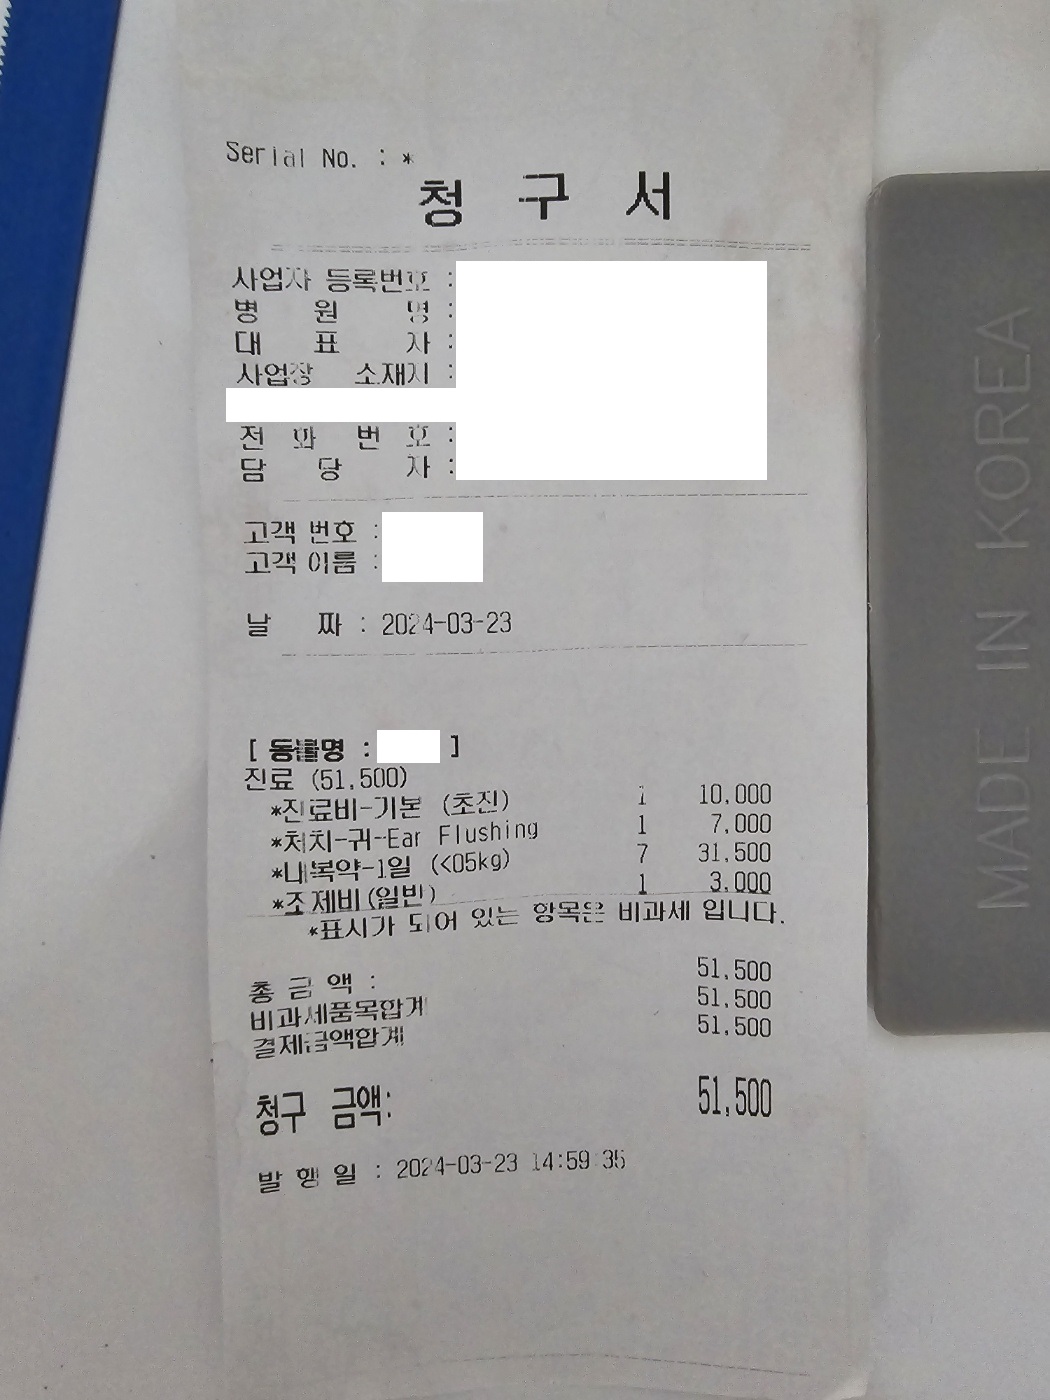 Serial No. : *
청 구 서
사업자 등록번호 :
병 원 명 :
대 표 자 :
사업장 소재지 :
전 화 번 호 :
담 당 자 :
고객 번호 :
고객 이름 :
날 짜 : 2024-03-23
[ 동물명 : ]
진료 (51,500)
*진료비-기본 (초진) 1 10,000
*처치-귀-Ear Flushing 1 7,000
*내복약-1일 (<05kg) 7 31,500
*조제비(일반) 1 3,000
*표시가 되어 있는 항목은 비과세 입니다.
총 금 액 : 51,500
비과세품목합계 51,500
결제금액합계 51,500
청구 금액: 51,500
발 행 일 : 2024-03-23 14:59:35
MADE IN KOREA